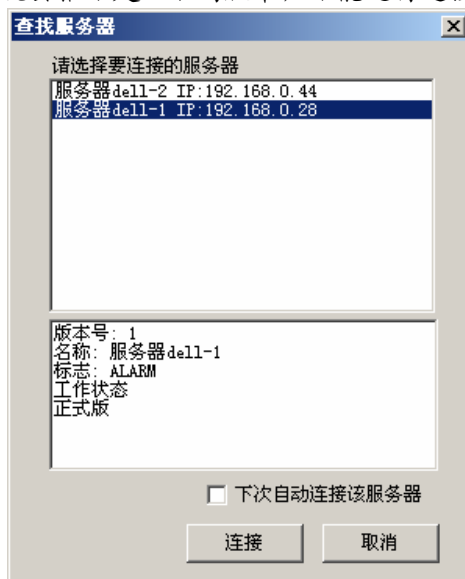 查找服务器
请选择要连接的服务器
服务器dell-2 IP:192.168.0.44
服务器dell-1 IP:192.168.0.28
版本号: 1
名称: 服务器dell-1
标志: ALARM
工作状态
正式版
下次自动连接该服务器
连接
取消